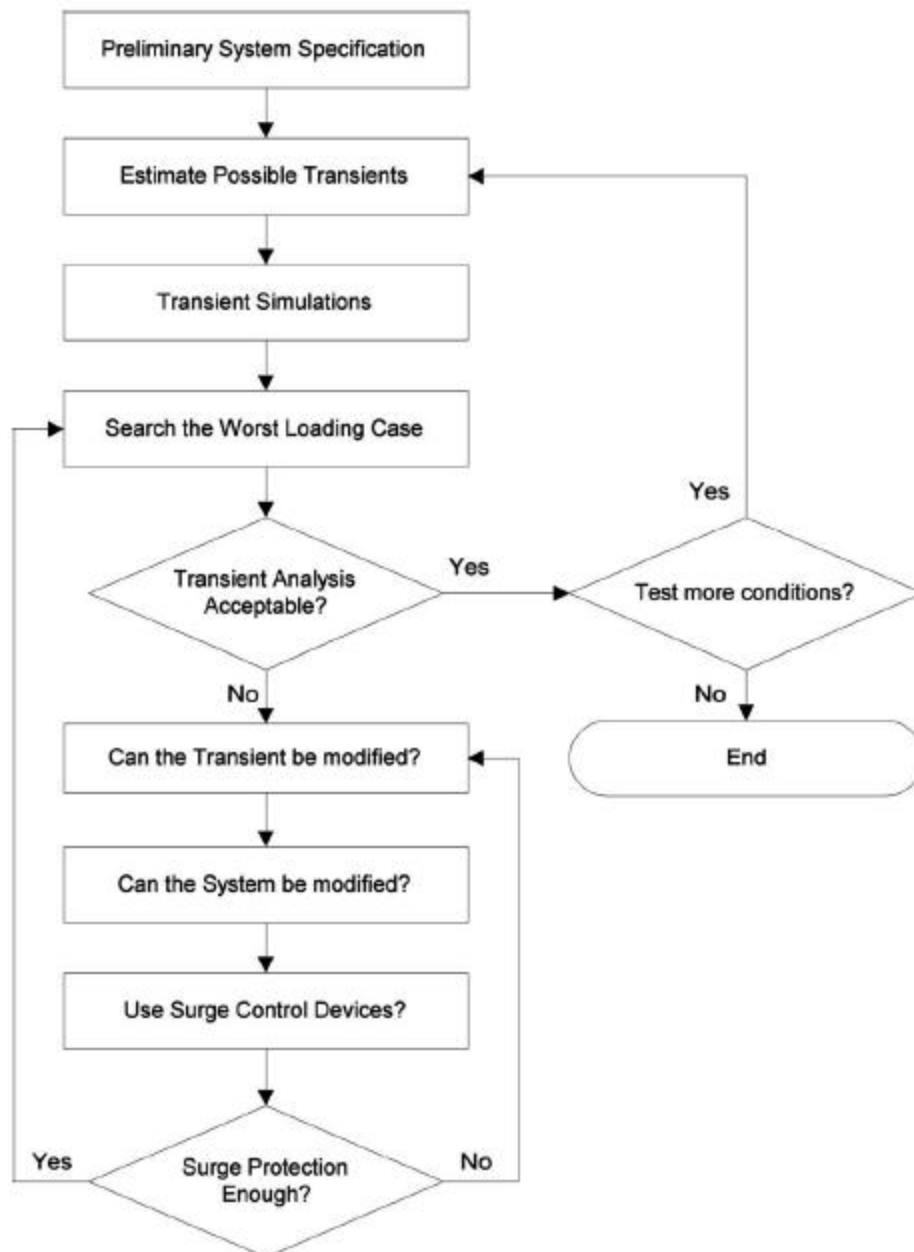 Preliminary System Specification
Estimate Possible Transients
Transient Simulations
Search the Worst Loading Case
Yes
Transient Analysis
Acceptable?
Yes
Test more conditions?
No
No
Can the Transient be modified?
End
Can the System be modified?
Use Surge Control Devices?
Yes
Surge Protection
Enough?
No